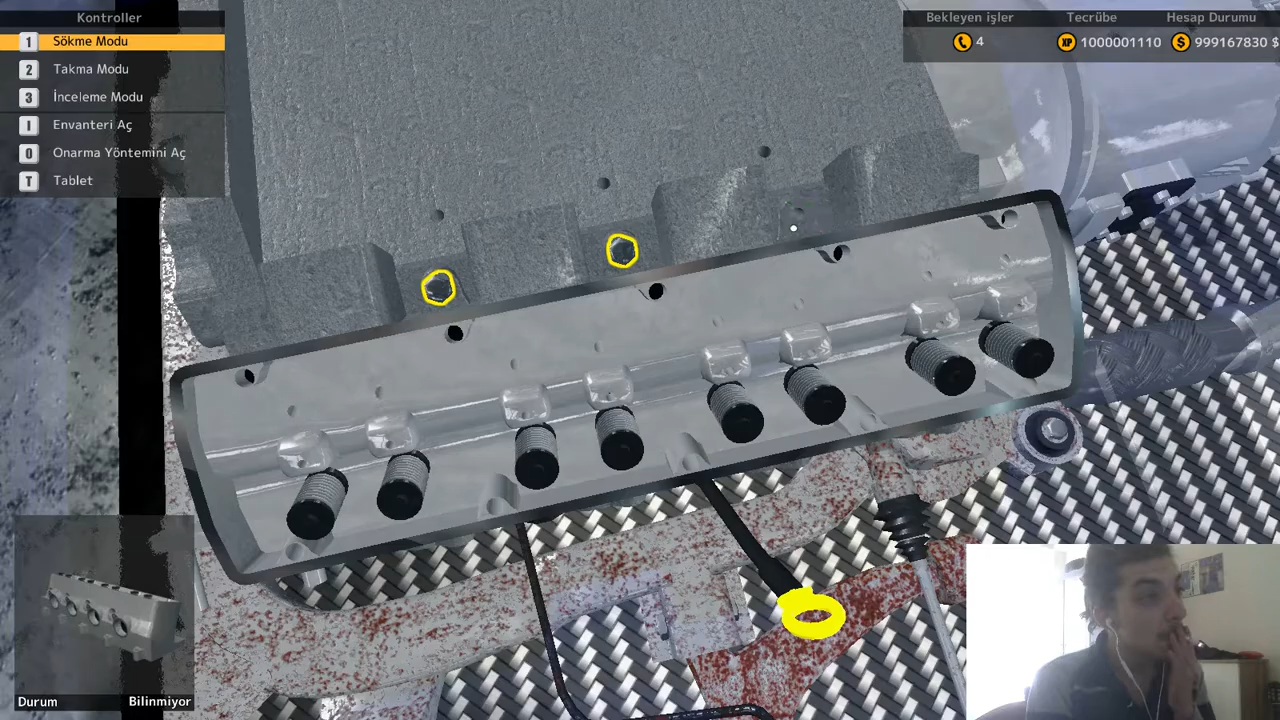 Kontroller
1 Sökme Modu
2 Takma Modu
3 İnceleme Modu
I Envanteri Aç
O Onarma Yöntemini Aç
T Tablet
Bekleyen işler Tecrübe Hesap Durumu
4 XP 1000001110 $ 999167830 $
Durum Bilinmiyor